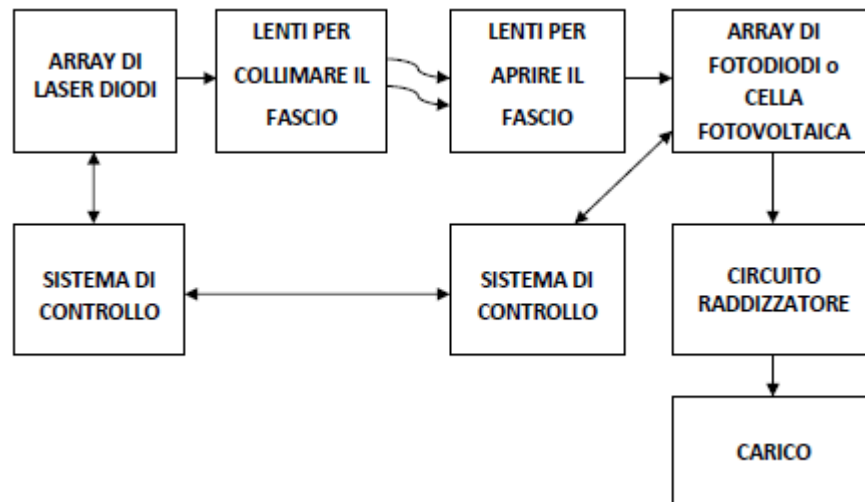 ARRAY DI
LASER DIODI
LENTI PER
COLLIMARE IL
FASCIO
LENTI PER
APRIRE IL
FASCIO
ARRAY DI
FOTODIODI o
CELLA
FOTOVOLTAICA
SISTEMA DI
CONTROLLO
SISTEMA DI
CONTROLLO
CIRCUITO
RADDIZZATORE
CARICO